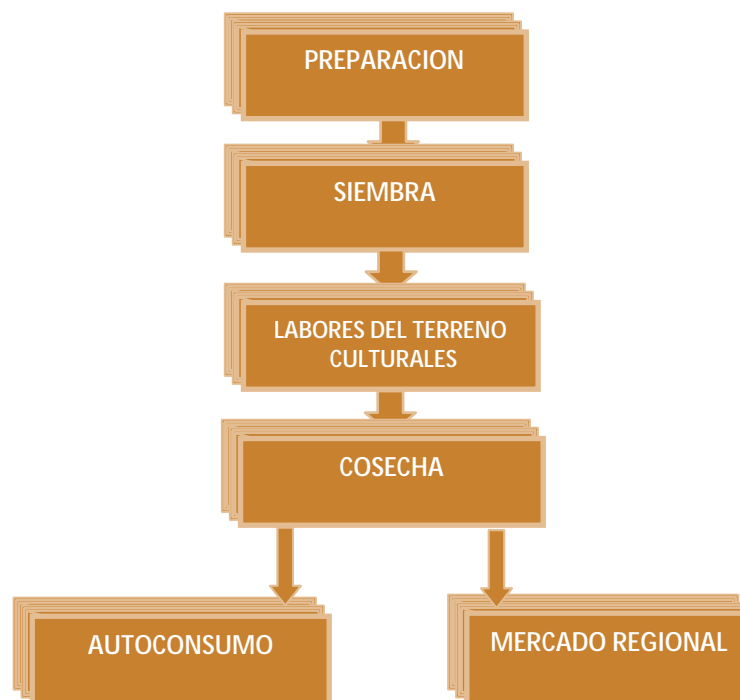 PREPARACION
SIEMBRA
LABORES DEL TERRENO
CULTURALES
COSECHA
AUTOCONSUMO
MERCADO REGIONAL